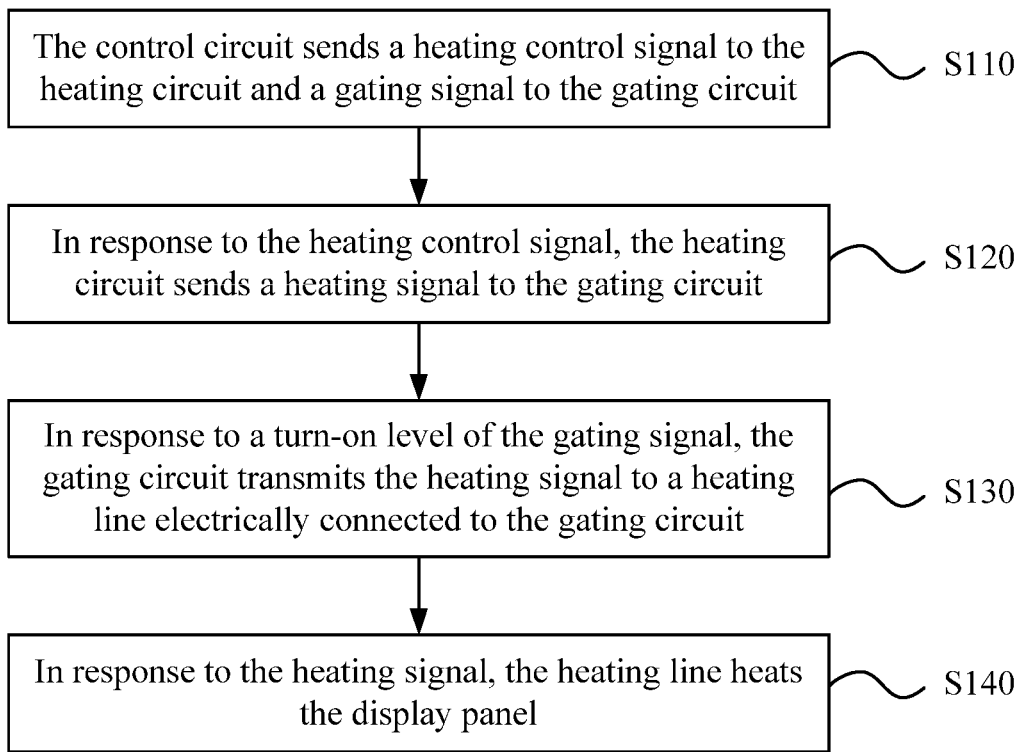 The control circuit sends a heating control signal to the
heating circuit and a gating signal to the gating circuit
S110
In response to the heating control signal, the heating
circuit sends a heating signal to the gating circuit
S120
In response to a turn-on level of the gating signal, the
gating circuit transmits the heating signal to a heating
line electrically connected to the gating circuit
S130
In response to the heating signal, the heating line heats
the display panel
S140